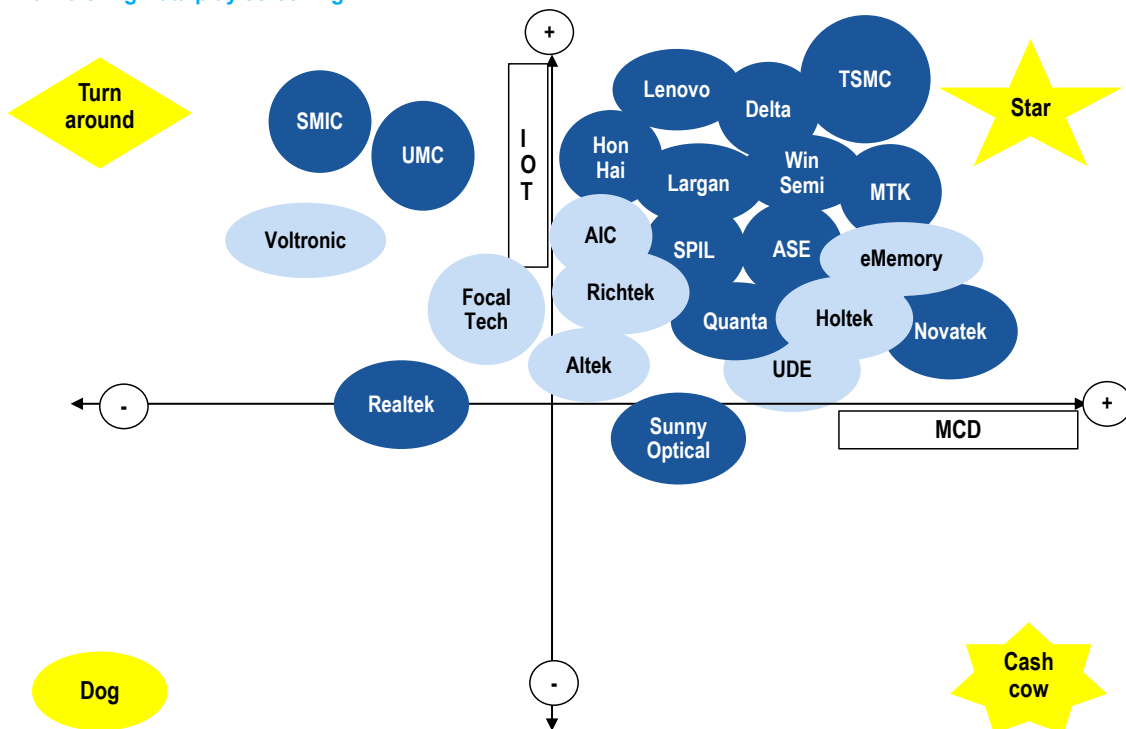 +
Turn
around
SMIC
UMC
I
O
T
Lenovo
Delta
TSMC
Star
Hon
Hai
Largan
Win
Semi
MTK
Voltronic
AIC
SPIL
ASE
eMemory
Focal
Tech
Richtek
Quanta
Holtek
Novatek
Altek
UDE
-
Realtek
+
MCD
Sunny
Optical
Dog
-
Cash
cow